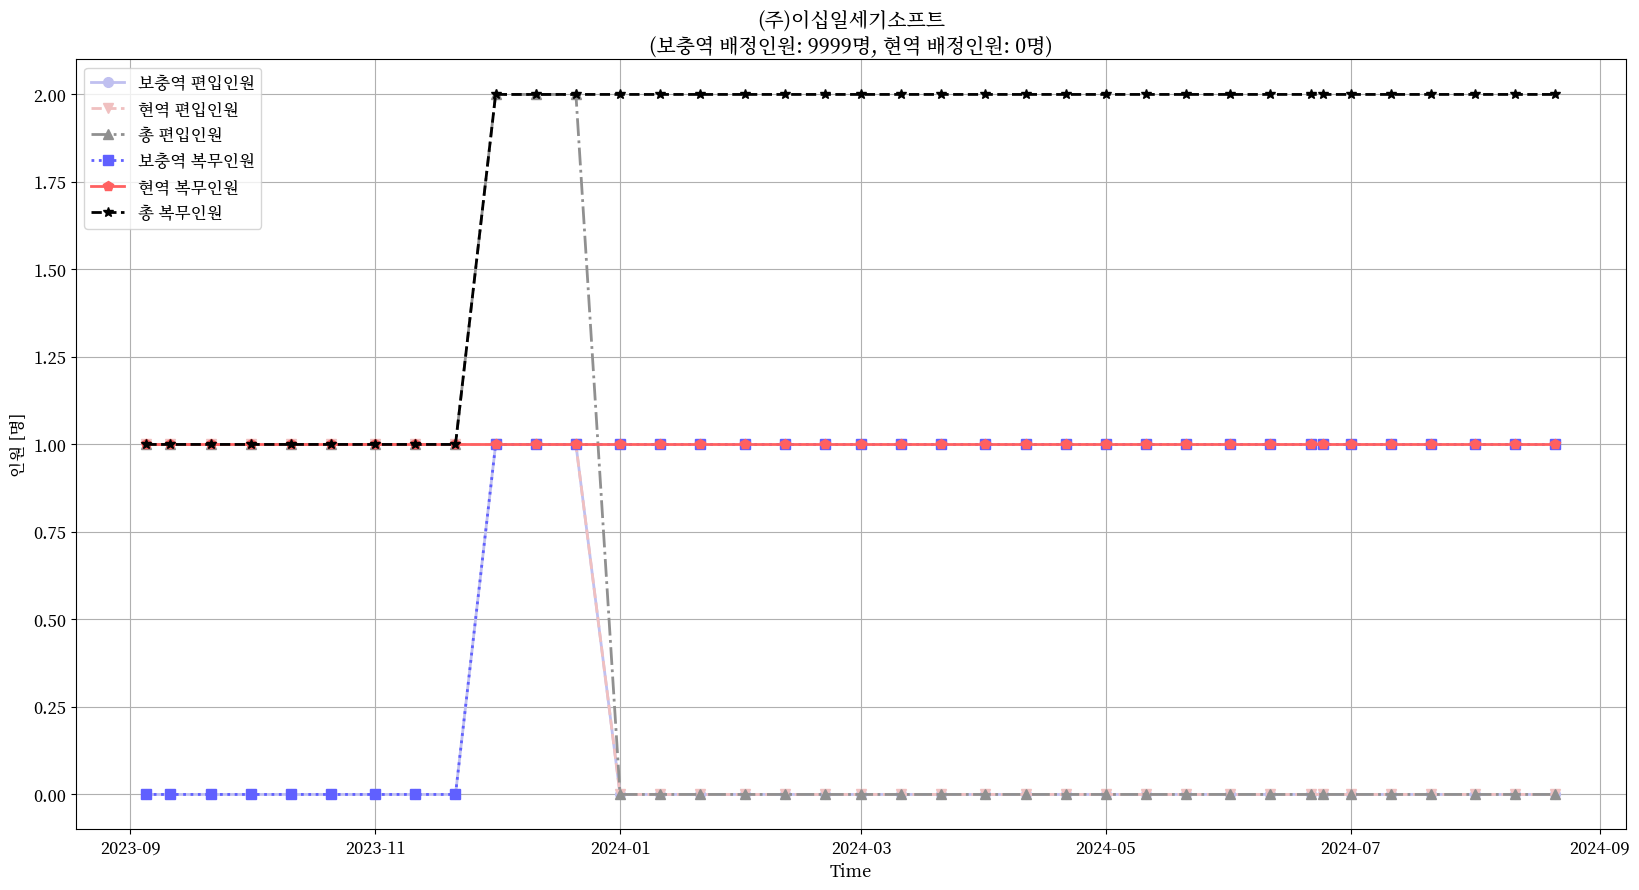 (주)이십일세기소프트
(보충역 배정인원: 9999명, 현역 배정인원: 0명)
보충역 편입인원
현역 편입인원
총 편입인원
보충역 복무인원
현역 복무인원
총 복무인원
2.00
1.75
1.50
1.25
1.00
0.75
0.50
0.25
0.00
인원 [명]
2023-09
2023-11
2024-01
2024-03
2024-05
2024-07
2024-09
Time